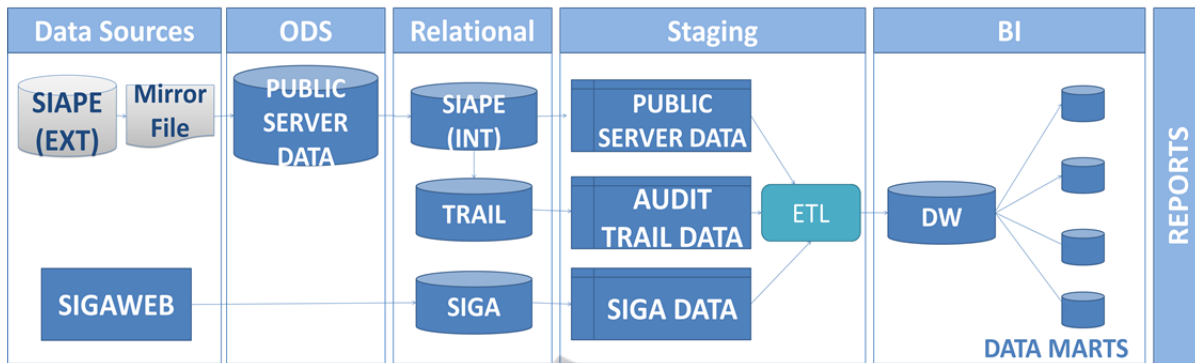 Data Sources
ODS
Relational
Staging
BI
SIAPE
(EXT)
Mirror
File
PUBLIC
SERVER
DATA
SIAPE
(INT)
PUBLIC
SERVER DATA
TRAIL
AUDIT
TRAIL DATA
ETL
DW
SIGAWEB
SIGA
SIGA DATA
DATA MARTS
REPORTS